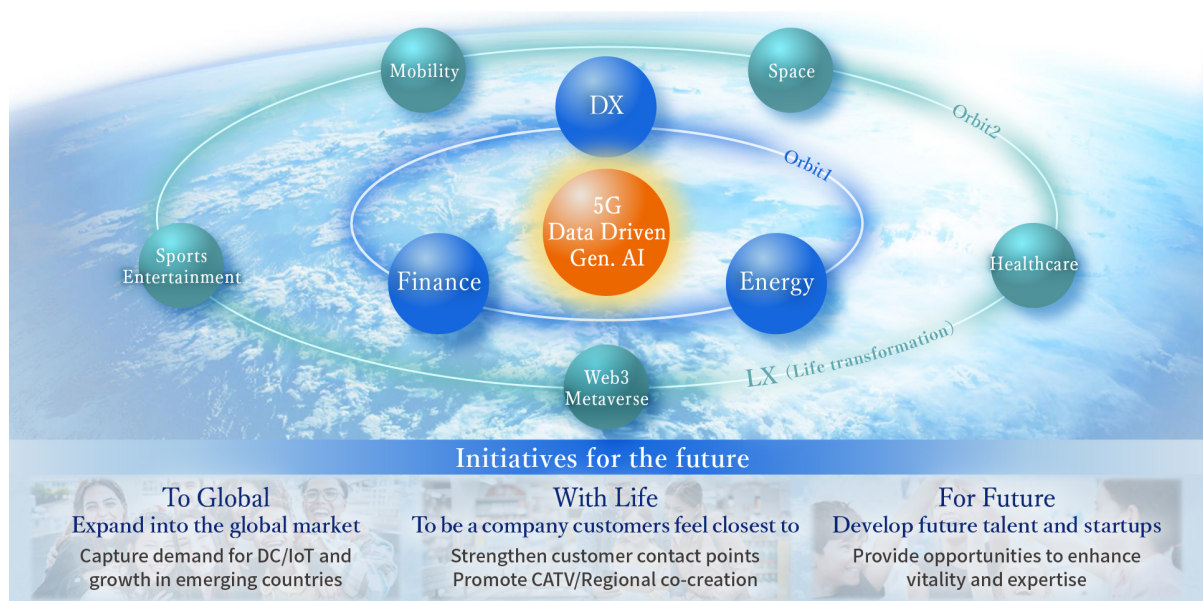 Mobility
Space
DX
Orbit2
Orbit1
5G
Data Driven
Gen. AI
Sports
Entertainment
Finance
Energy
Healthcare
LX (Life transformation)
Web3
Metaverse
Initiatives for the future
To Global
Expand into the global market
Capture demand for DC/IoT and
growth in emerging countries
With Life
To be a company customers feel closest to
Strengthen customer contact points
Promote CATV/Regional co-creation
For Future
Develop future talent and startups
Provide opportunities to enhance
vitality and expertise